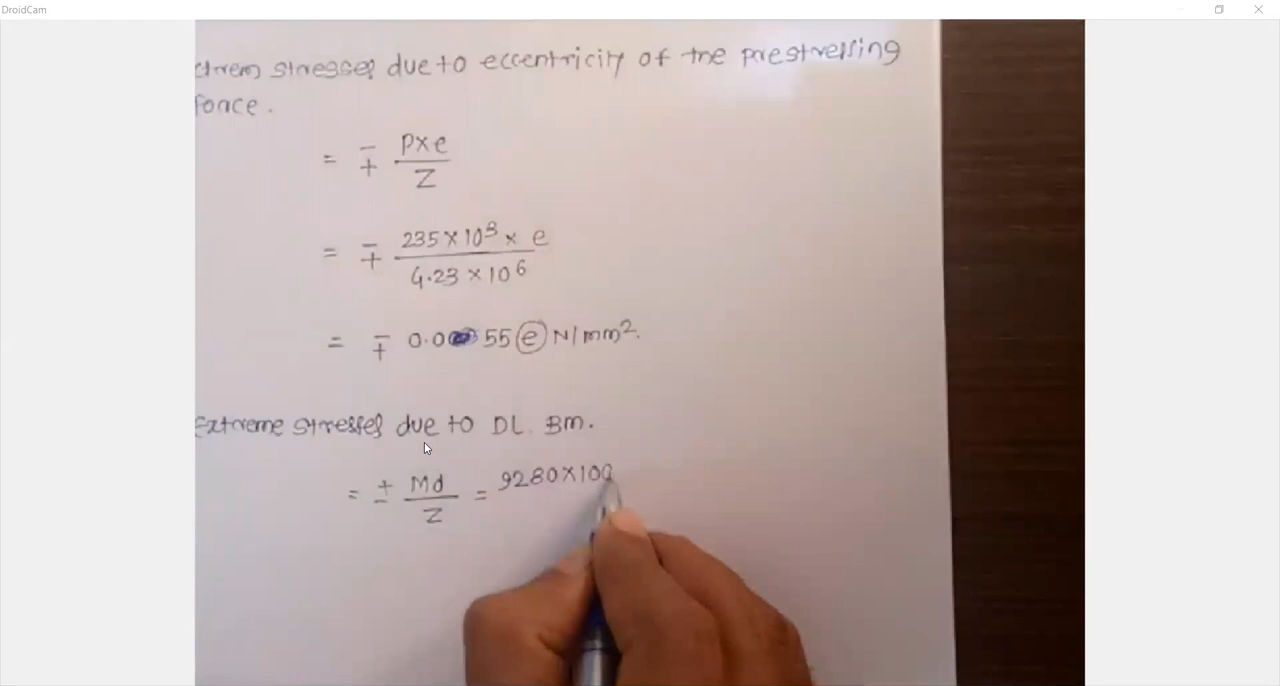 DroidCam
ctrem stresses due to eccentricity of the prestressing
force.
= ∓ P×e / Z
= ∓ 235×10³ × e / 4.23×10⁶
= ∓ 0.0 55 e N/mm².
Extreme stresses due to DL. Bm.
= ± Md / Z = 9280×100